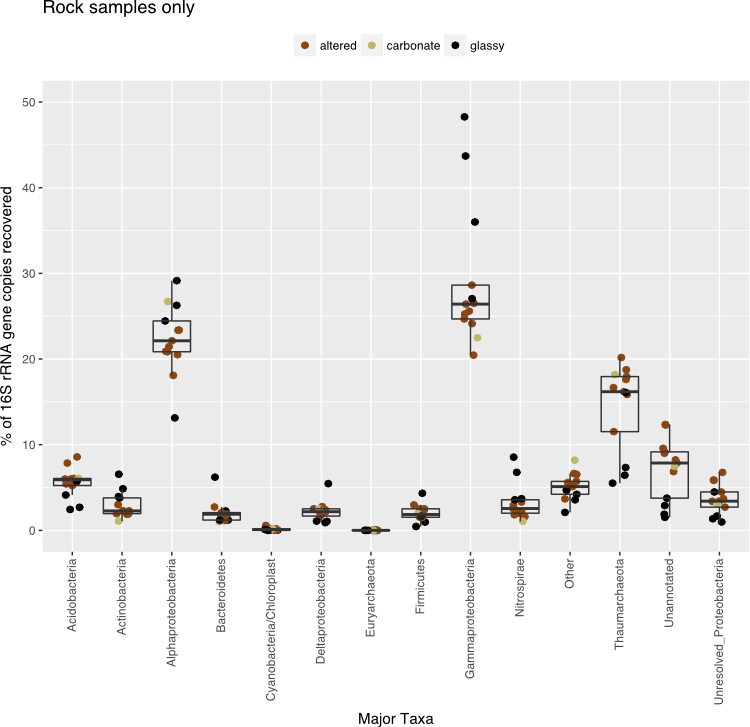 Rock samples only
altered carbonate glassy
% of 16S rRNA gene copies recovered
50
40
30
20
10
0
Acidobacteria
Actinobacteria
Alphaproteobacteria
Bacteroidetes
Cyanobacteria/Chloroplast
Deltaproteobacteria
Euryarchaeota
Firmicutes
Gammaproteobacteria
Nitrospirae
Other
Thaumarchaeota
Unannotated
Unresolved_Proteobacteria
Major Taxa